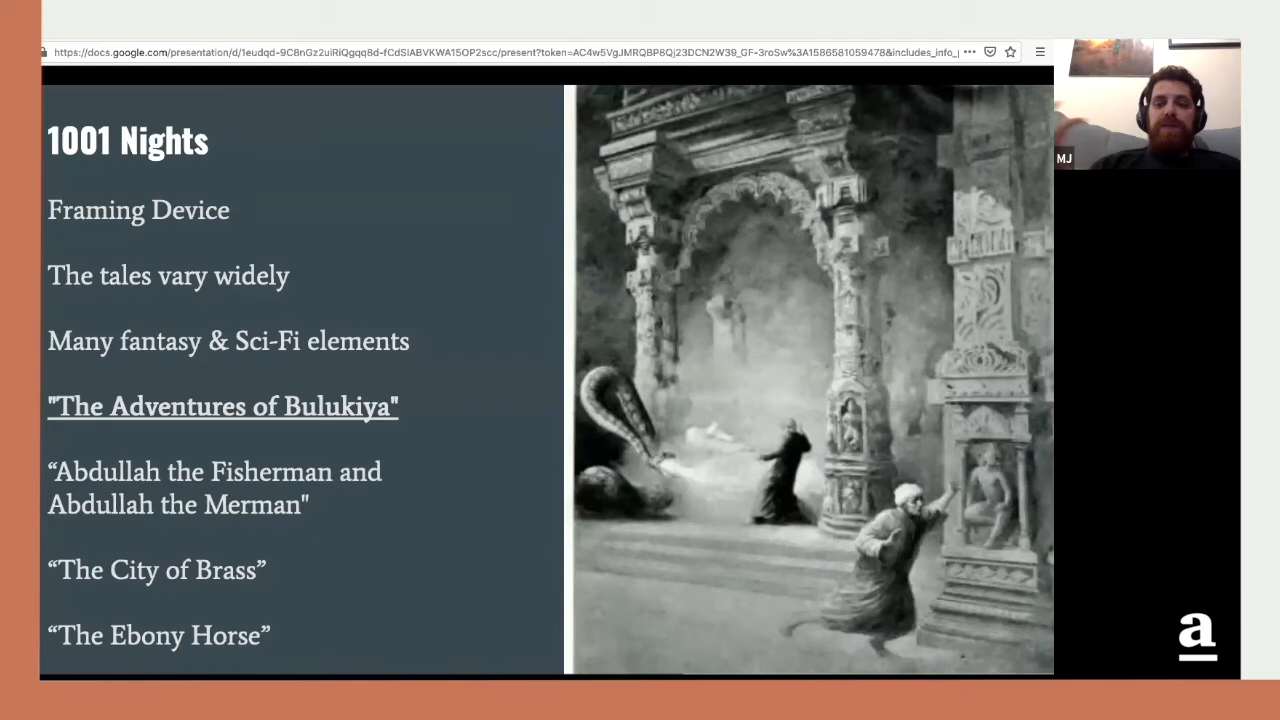 https://docs.google.com/presentation/d/1eudqd-9C8nGz2uiRiQgqqBd-fCdSIABVKWA15OP2scc/present?token=AC4w5VgJMRQBP8Qj23DCN2W39_GF-3roSw%3A1586581059478&includes_info_
1001 Nights
MJ
Framing Device
The tales vary widely
Many fantasy & Sci-Fi elements
"The Adventures of Bulukiya"
“Abdullah the Fisherman and
Abdullah the Merman"
“The City of Brass”
“The Ebony Horse”
a